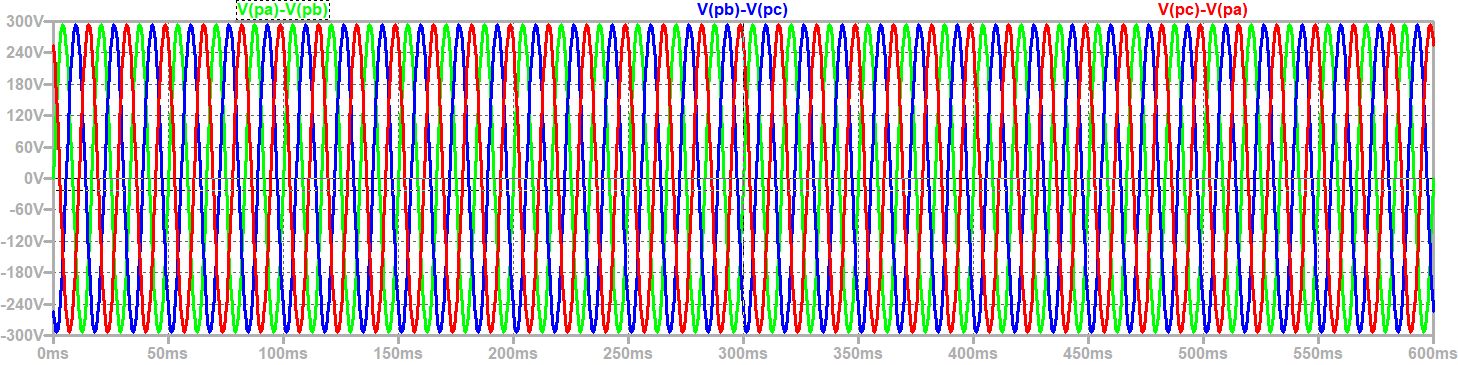 V(pa)-V(pb) V(pb)-V(pc) V(pc)-V(pa)
300V
240V
180V
120V
60V
0V
-60V
-120V
-180V
-240V
-300V
0ms 50ms 100ms 150ms 200ms 250ms 300ms 350ms 400ms 450ms 500ms 550ms 600ms